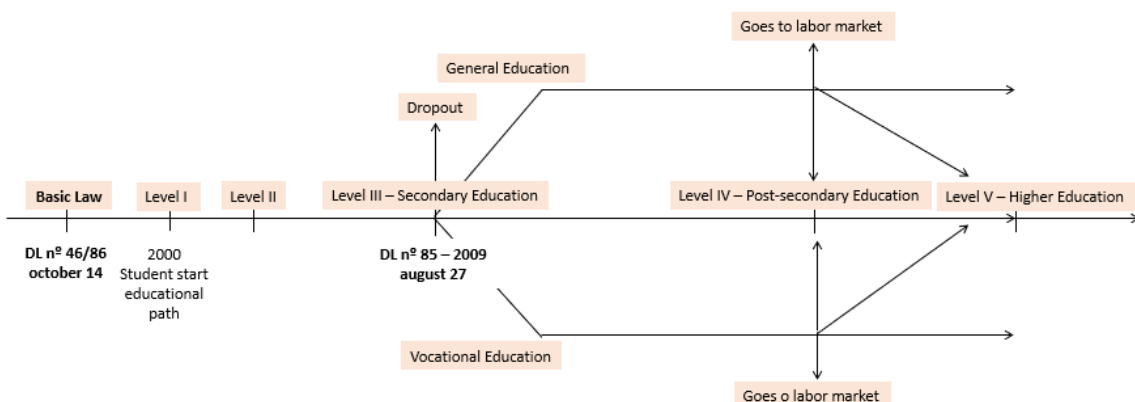 Goes to labor market
General Education
Dropout
Basic Law
Level I
Level II
Level III – Secondary Education
Level IV – Post-secondary Education
Level V – Higher Education
DL nº 46/86
october 14
2000
Student start
educational
path
DL nº 85 – 2009
august 27
Vocational Education
Goes o labor market